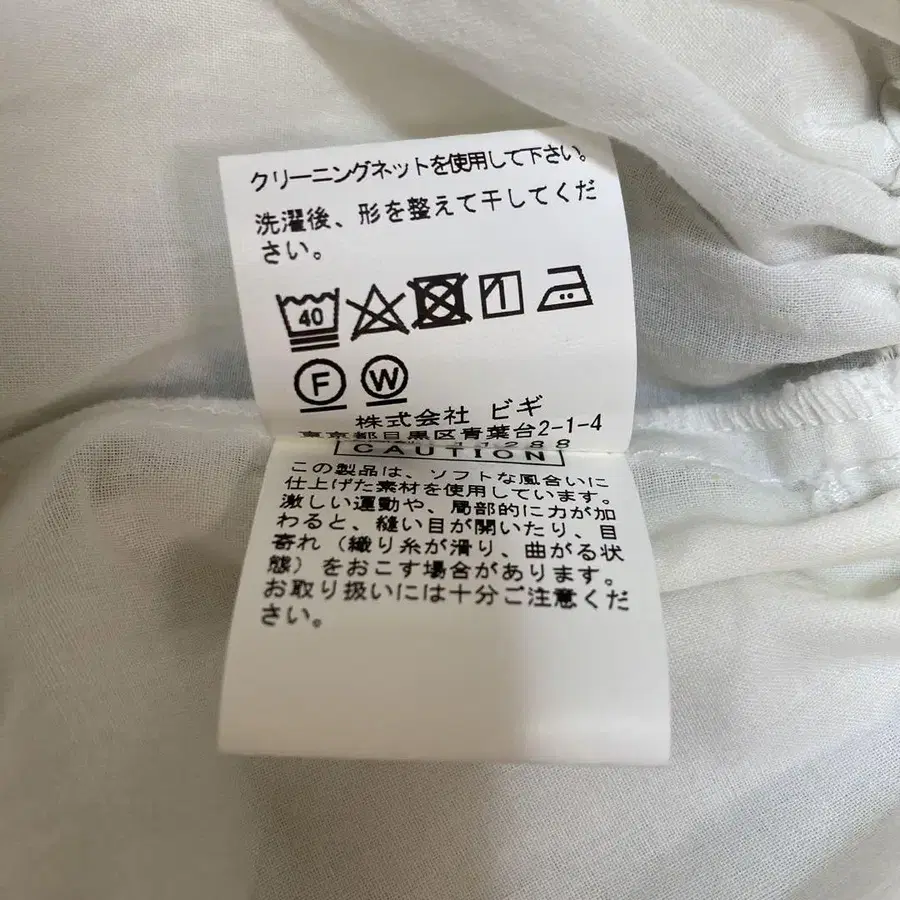 クリーニングネットを使用して下さい。
洗濯後、形を整えて干してくだ
さい。
40
F W
株式会社 ビギ
東京都目黒区青葉台2-1-4
CAUTION
この製品は、ソフトな風合いに
仕上げた素材を使用しています。
激しい運動や、局部的に力が加
わると、縫い目が開いたり、目
寄れ（織り糸が滑り、曲がる状
態）をおこす場合があります。
お取り扱いには十分ご注意くだ
さい。